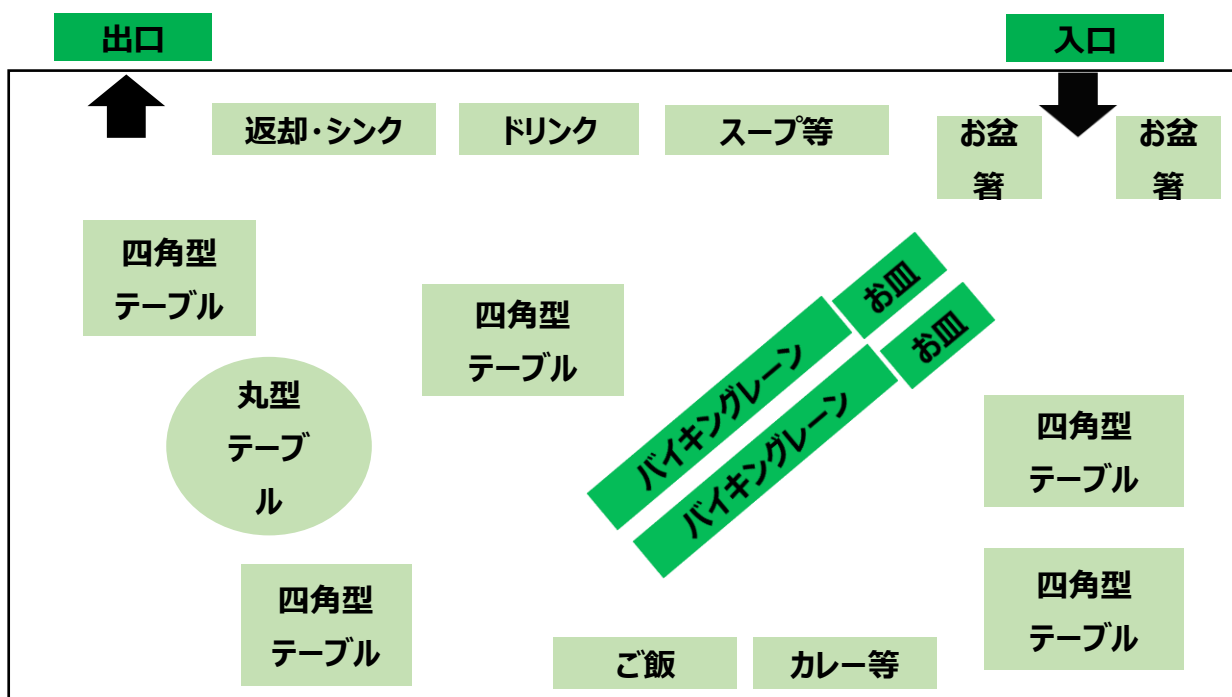 出口
入口
返却・シンク
ドリンク
スープ等
お盆
箸
お盆
箸
四角型
テーブル
四角型
テーブル
お皿
お皿
バイキングレーン
バイキングレーン
丸型
テーブ
ル
四角型
テーブル
四角型
テーブル
四角型
テーブル
ご飯
カレー等